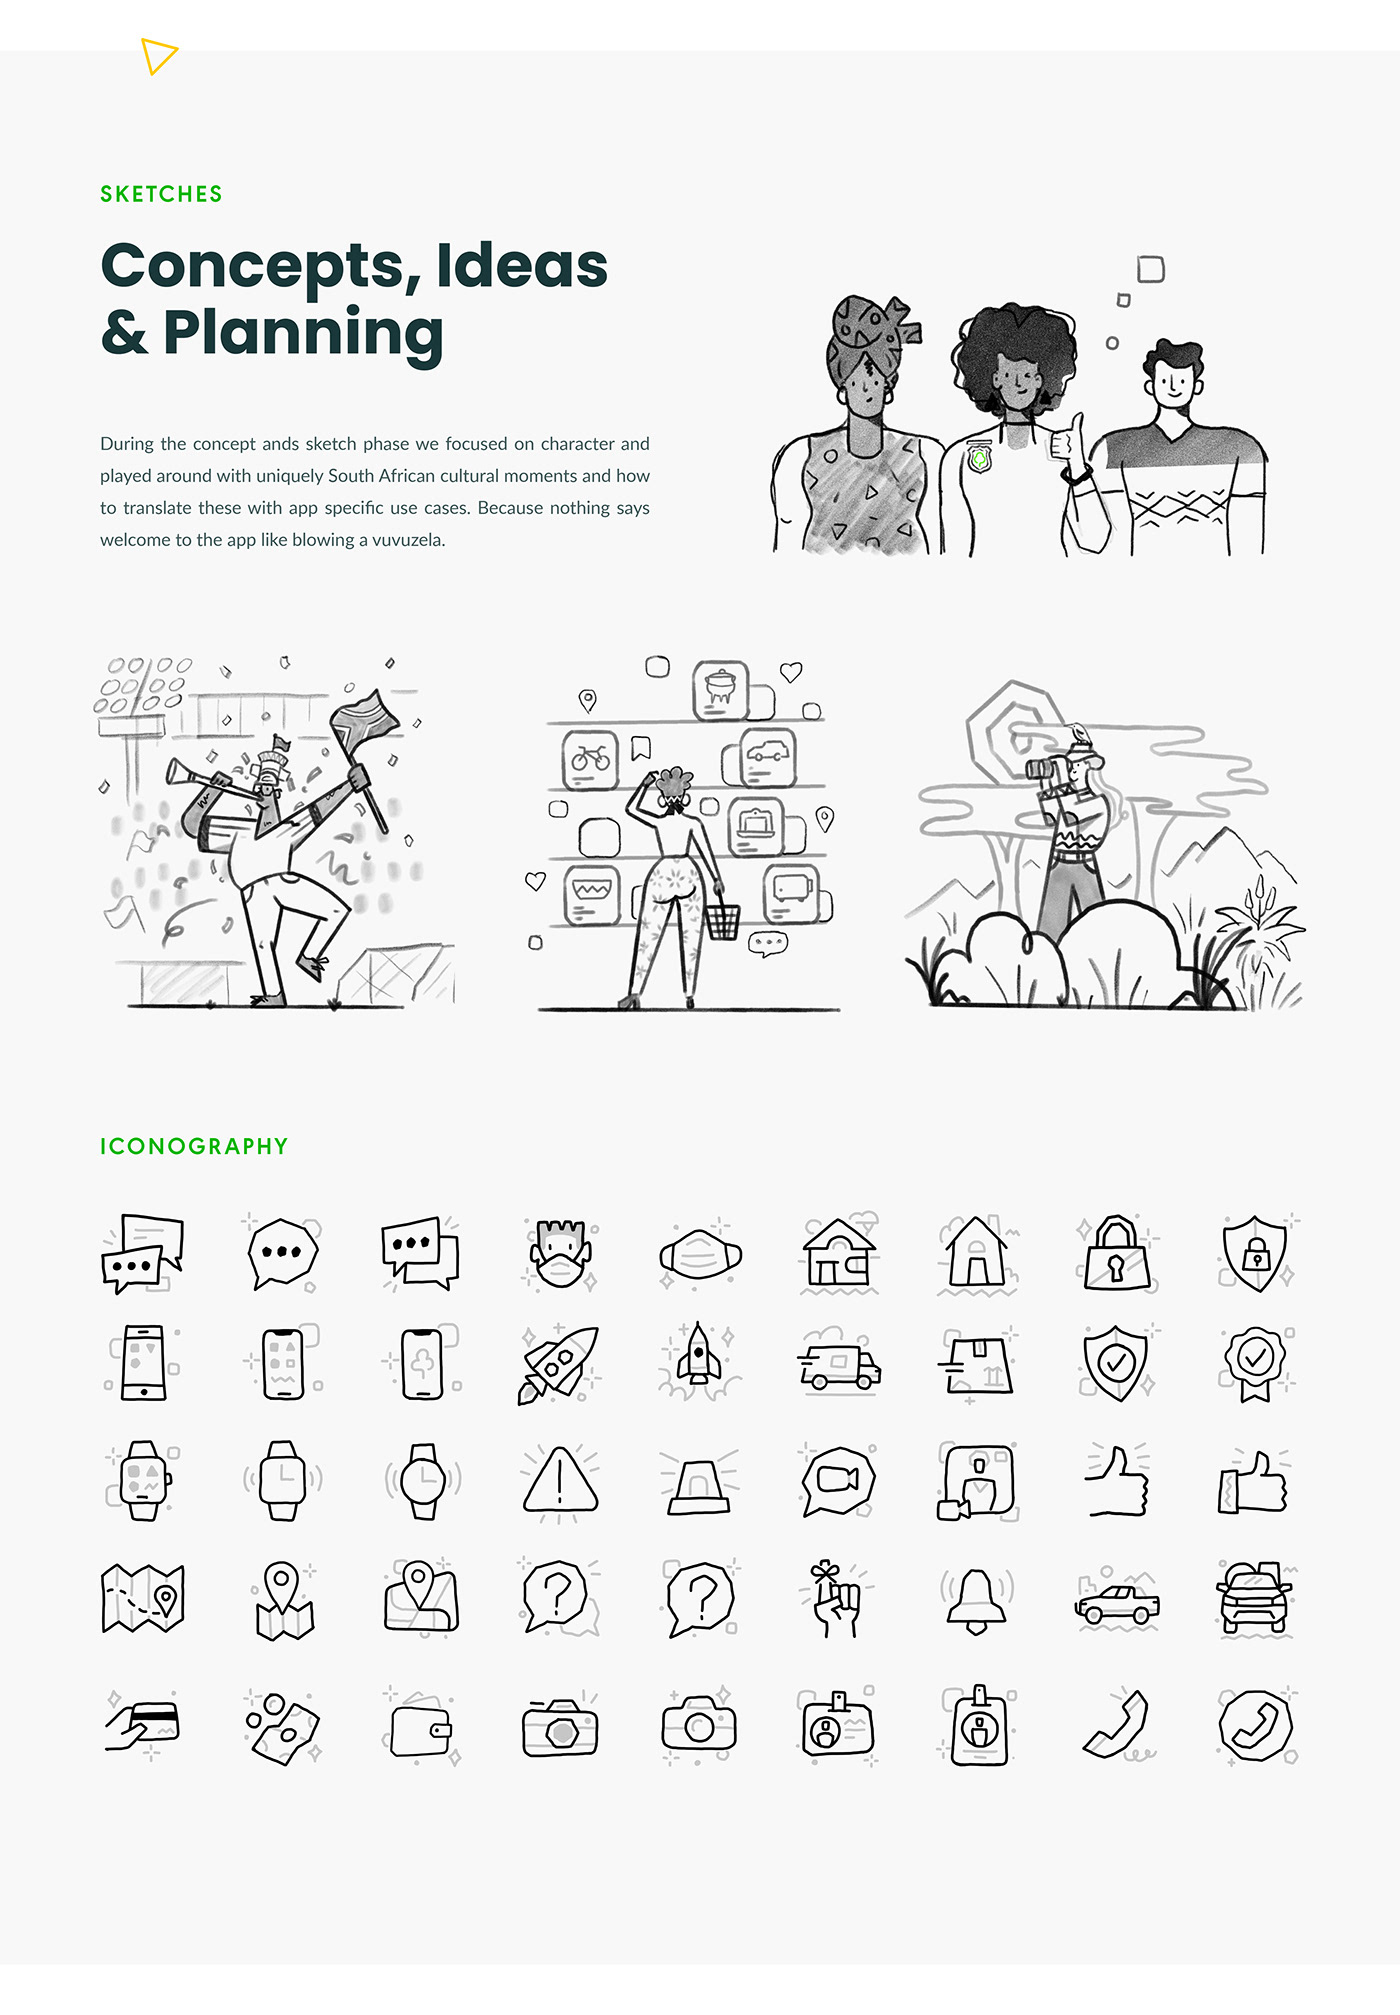 SKETCHES
Concepts, Ideas
& Planning
During the concept ands sketch phase we focused on character and
played around with uniquely South African cultural moments and how
to translate these with app specific use cases. Because nothing says
welcome to the app like blowing a vuvuzela.
ICONOGRAPHY